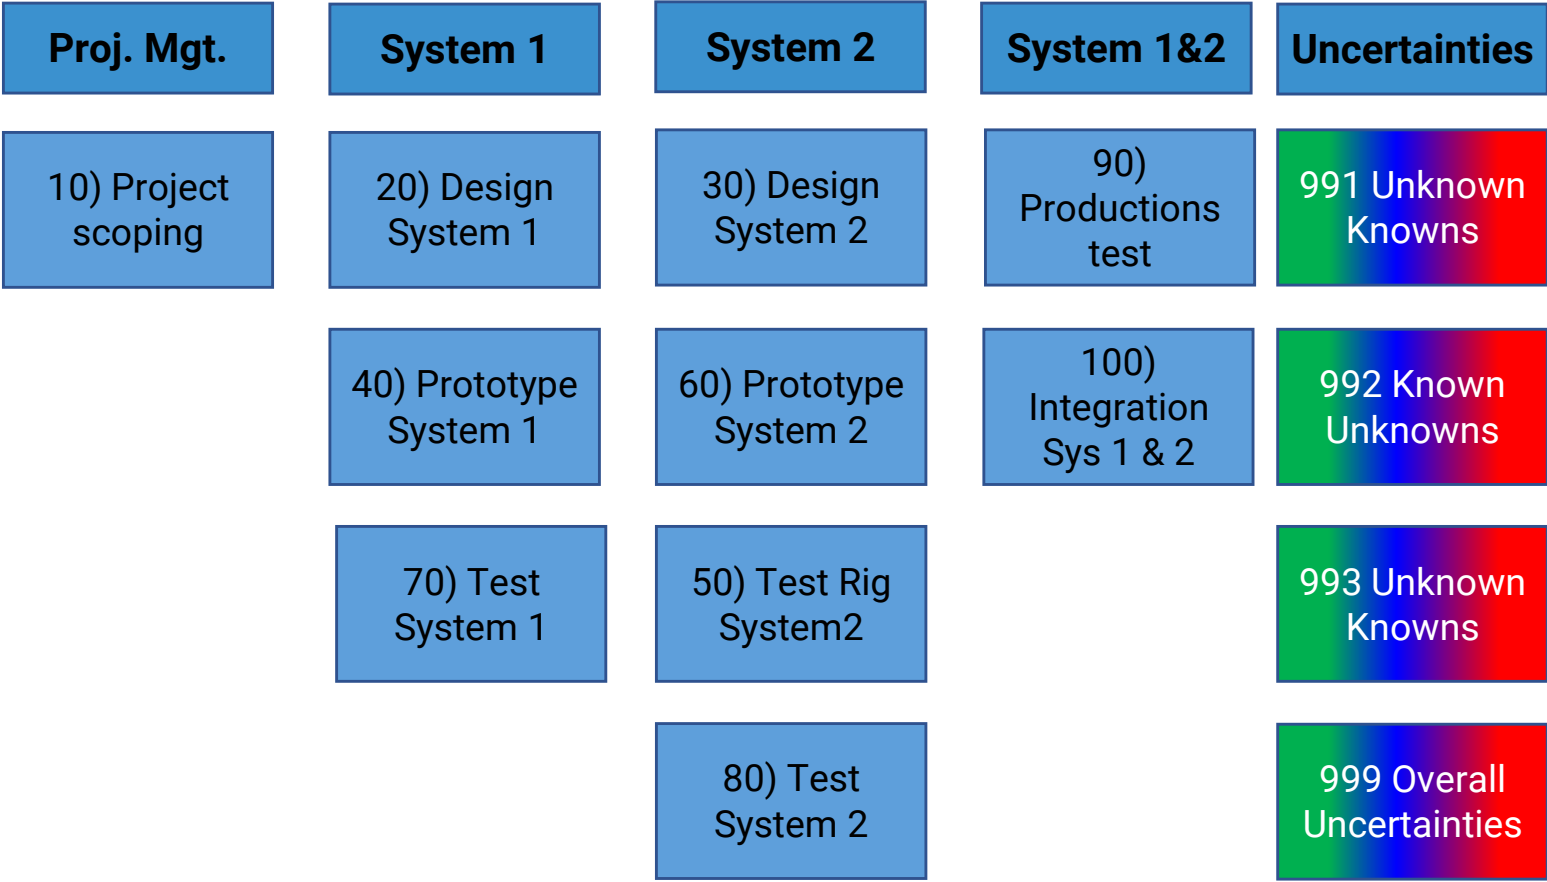 Proj. Mgt.
System 1
System 2
System 1&2
Uncertainties
10) Project
scoping
20) Design
System 1
30) Design
System 2
90)
Productions
test
991 Unknown
Knowns
40) Prototype
System 1
60) Prototype
System 2
100)
Integration
Sys 1 & 2
992 Known
Unknowns
70) Test
System 1
50) Test Rig
System2
993 Unknown
Knowns
80) Test
System 2
999 Overall
Uncertainties